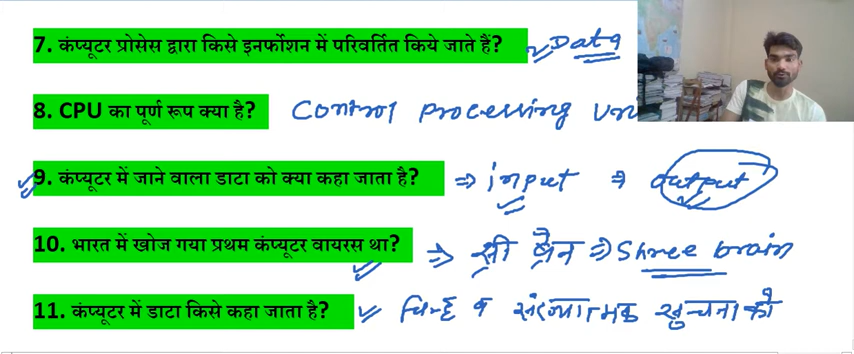 7. कंप्यूटर प्रोसेस द्वारा किसे इनर्फोशन में परिवर्तित किये जाते हैं? Data
8. CPU का पूर्ण रूप क्या है? Control processing
9. कंप्यूटर में जाने वाला डाटा को क्या कहा जाता है? ⇒ input ⇒ output
10. भारत में खोज गया प्रथम कंप्यूटर वायरस था? ⇒ सी ब्रेन ⇒ Shree brain
11. कंप्यूटर में डाटा किसे कहा जाता है? चिन्ह व संख्यात्मक सुचना को